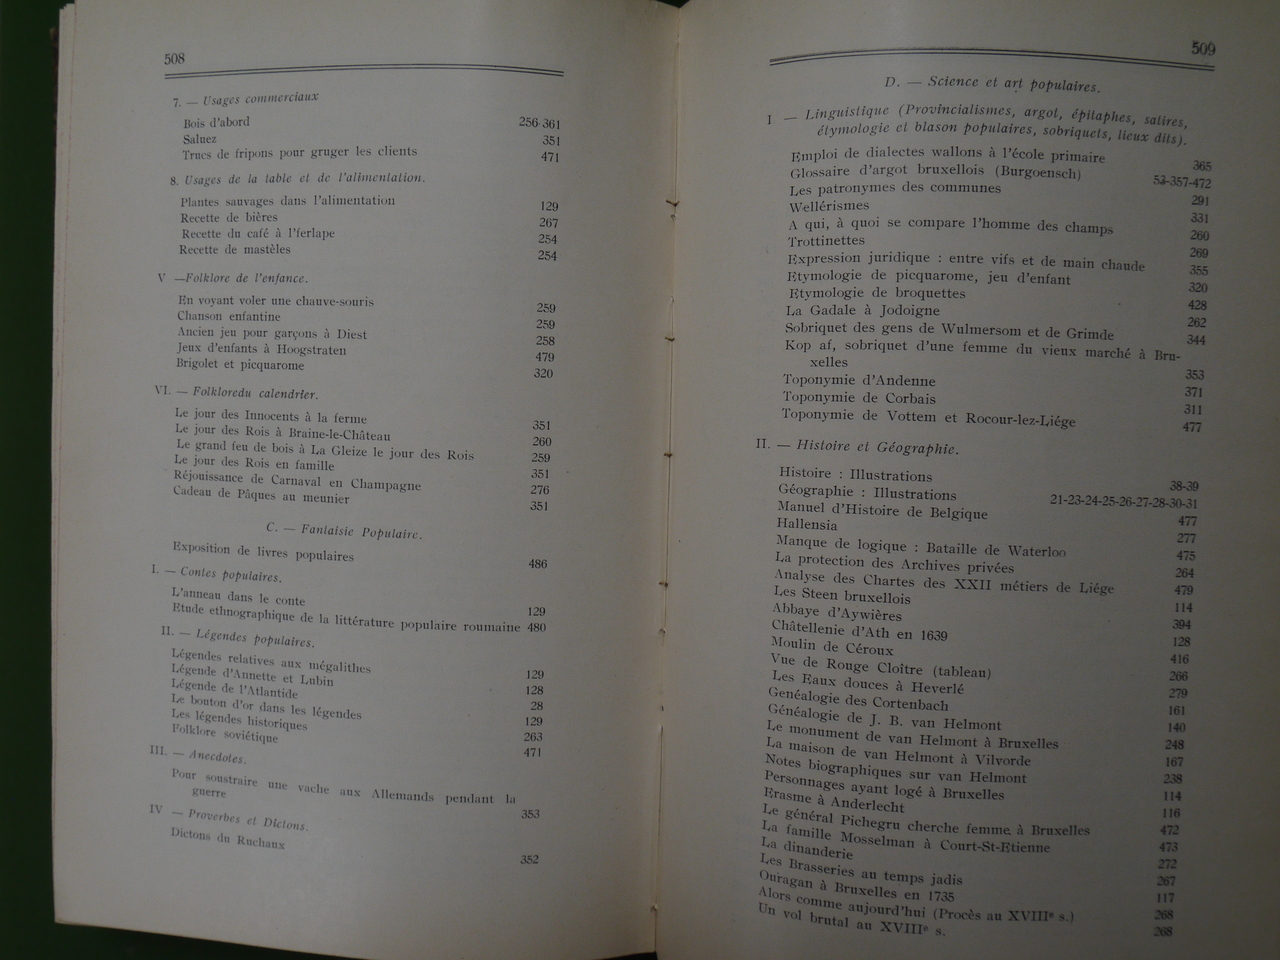 508
7. — Usages commerciaux
Bois d'abord 256-361
Saluez 351
Trucs de fripons pour gruger les clients 471
8. Usages de la table et de l'alimentation.
Plantes sauvages dans l'alimentation 129
Recette de bières 267
Recette du café à l'ferlape 254
Recette de mastèles 254
V —Folklore de l'enfance.
En voyant voler une chauve-souris 259
Chanson enfantine 259
Ancien jeu pour garçons à Diest 258
Jeux d'enfants à Hoogstraten 479
Brigolet et picquarome 320
VI. — Folkloredu calendrier.
Le jour des Innocents à la ferme 351
Le jour des Rois à Braine-le-Château 260
Le grand feu de bois à La Gleize le jour des Rois 259
Le jour des Rois en famille 351
Réjouissance de Carnaval en Champagne 276
Cadeau de Pâques au meunier 351
C. — Fantaisie Populaire.
Exposition de livres populaires 486
I. — Contes populaires.
L'anneau dans le conte 129
Etude ethnographique de la littérature populaire roumaine 480
II. — Légendes populaires.
Légendes relatives aux mégalithes 129
Légende d'Annette et Lubin 128
Légende de l'Atlantide 28
Le bouton d'or dans les légendes 129
Les légendes historiques 263
Folklore soviétique 471
III. — Anecdotes.
Pour soustraire une vache aux Allemands pendant la
guerre 353
IV — Proverbes et Dictons.
Dictons du Ruchaux 352
509
D. — Science et art populaires.
I — Linguistique (Provincialismes, argot, épitaphes, satires,
étymologie et blason populaires, sobriquets, lieux dits).
Emploi de dialectes wallons à l'école primaire 365
Glossaire d'argot bruxellois (Burgoensch) 53-357-472
Les patronymes des communes 291
Wellérismes 331
A qui, à quoi se compare l'homme des champs 260
Trottinettes 269
Expression juridique : entre vifs et de main chaude 355
Etymologie de picquarome, jeu d'enfant 320
Etymologie de broquettes 428
La Gadale à Jodoigne 262
Sobriquet des gens de Wulmersom et de Grimde 344
Kop af, sobriquet d'une femme du vieux marché à Bru-
xelles 353
Toponymie d'Andenne 371
Toponymie de Corbais 311
Toponymie de Vottem et Rocour-lez-Liége 477
II. — Histoire et Géographie.
Histoire : Illustrations 38-39
Géographie : Illustrations 21-23-24-25-26-27-28-30-31
Manuel d'Histoire de Belgique 477
Hallensia 277
Manque de logique : Bataille de Waterloo 475
La protection des Archives privées 264
Analyse des Chartes des XXII métiers de Liége 479
Les Steen bruxellois 114
Abbaye d'Aywières 394
Châtellenie d'Ath en 1639 128
Moulin de Céroux 416
Vue de Rouge Cloître (tableau) 266
Les Eaux douces à Heverlé 279
Genéalogie des Cortenbach 161
Généalogie de J. B. van Helmont 140
Le monument de van Helmont à Bruxelles 248
La maison de van Helmont à Vilvorde 167
Notes biographiques sur van Helmont 238
Personnages ayant logé à Bruxelles 114
Erasme à Anderlecht 116
Le général Pichegru cherche femme à Bruxelles 472
La famille Mosselman à Court-St-Etienne 473
La dinanderie 272
Les Brasseries au temps jadis 267
Ouragan à Bruxelles en 1735 117
Alors comme aujourd'hui (Procès au XVIIIe s.) 268
Un vol brutal au XVIIIe s. 268